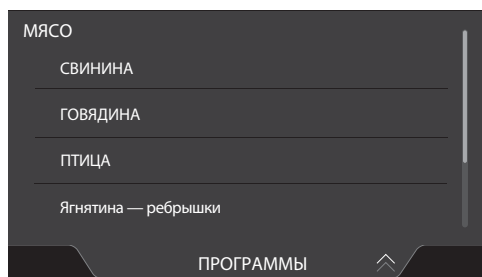 МЯСО
СВИНИНА
ГОВЯДИНА
ПТИЦА
Ягнятина — ребрышки
ПРОГРАММЫ